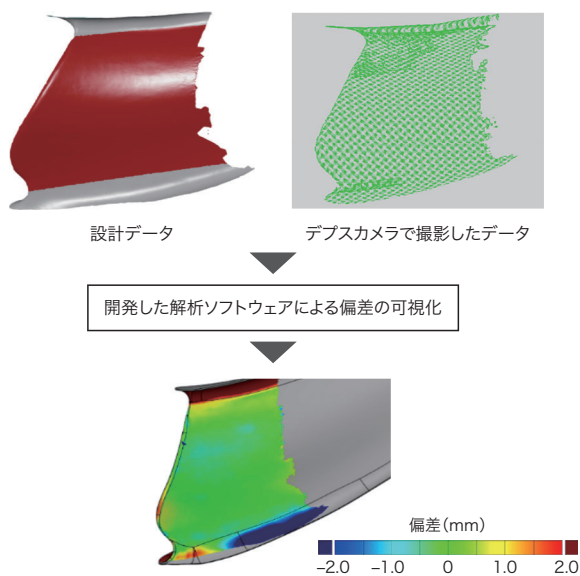 設計データ
デプスカメラで撮影したデータ
開発した解析ソフトウェアによる偏差の可視化
偏差(mm)
–2.0 –1.0 0 1.0 2.0